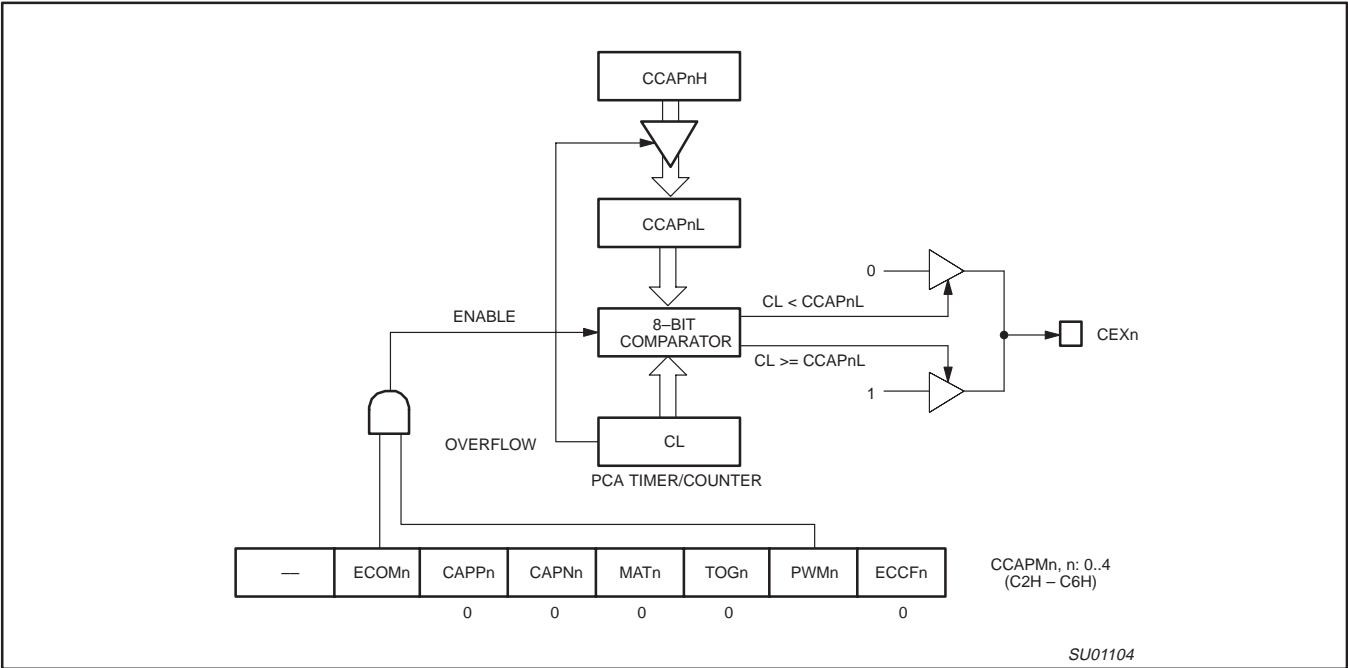 CCAPnH
CCAPnL
0
CL < CCAPnL
ENABLE
8–BIT
COMPARATOR
CEXn
CL >= CCAPnL
1
OVERFLOW
CL
PCA TIMER/COUNTER
–– ECOMn CAPPn CAPNn MATn TOGn PWMn ECCFn
CCAPMn, n: 0..4
(C2H – C6H)
0 0 0 0 0
SU01104